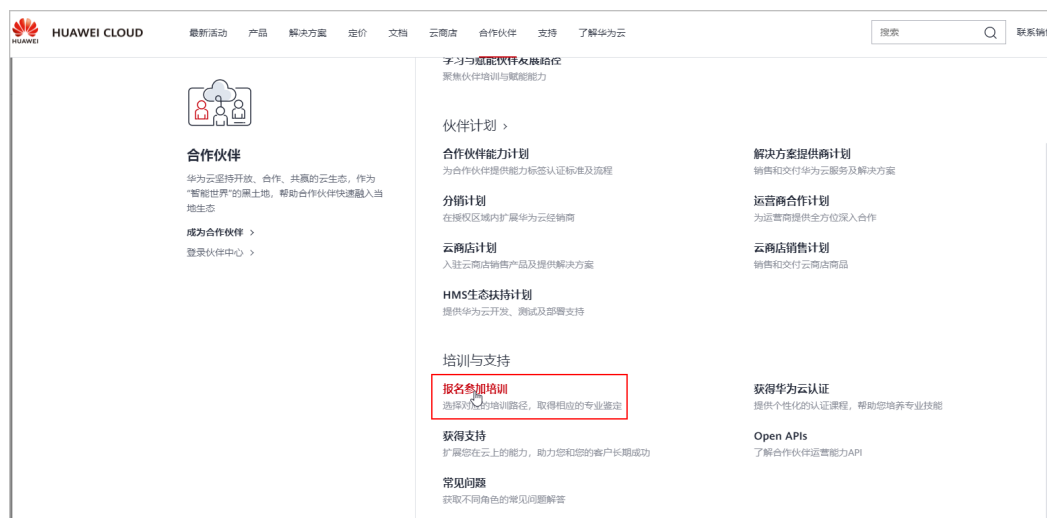 HUAWEI
HUAWEI CLOUD
最新活动 产品 解决方案 定价 文档 云商店 合作伙伴 支持 了解华为云
搜索
联系销
学习与赋能伙伴发展路径
聚焦伙伴培训与赋能能力
合作伙伴
华为云坚持开放、合作、共赢的云生态，作为
“智能世界”的黑土地，帮助合作伙伴快速融入当
地生态
成为合作伙伴 >
登录伙伴中心 >
伙伴计划 >
合作伙伴能力计划
为合作伙伴提供能力标签认证标准及流程
解决方案提供商计划
销售和交付华为云服务及解决方案
分销计划
在授权区域内扩展华为云经销商
运营商合作计划
为运营商提供全方位深入合作
云商店计划
入驻云商店销售产品及提供解决方案
云商店销售计划
销售和交付云商店商品
HMS生态扶持计划
提供华为云开发、测试及部署支持
培训与支持
报名参加培训
选择对应的培训路径，取得相应的专业鉴定
获得华为云认证
提供个性化的认证课程，帮助您培养专业技能
获得支持
扩展您在云上的能力，助力您和您的客户长期成功
Open APIs
了解合作伙伴运营能力API
常见问题
获取不同角色的常见问题解答